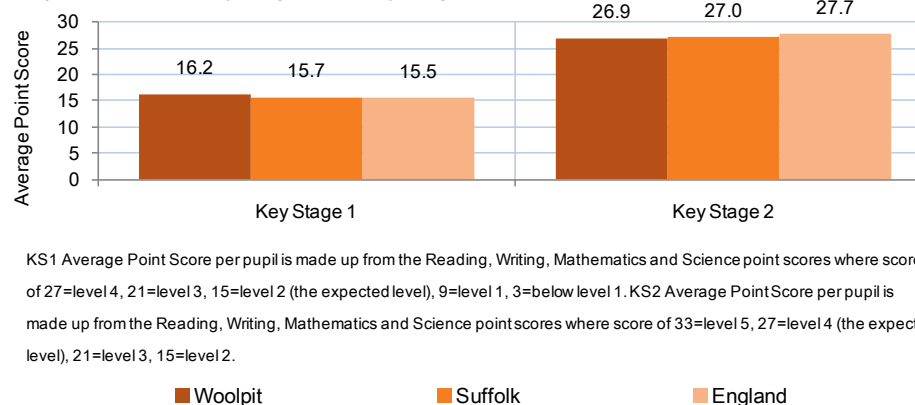 26.9 27.0 27.7
30
25
20
15
10
5
0
Average Point Score
16.2 15.7 15.5
Key Stage 1 Key Stage 2
KS1 Average Point Score per pupil is made up from the Reading, Writing, Mathematics and Science point scores where score
of 27=level 4, 21=level 3, 15=level 2 (the expected level), 9=level 1, 3=below level 1. KS2 Average Point Score per pupil is
made up from the Reading, Writing, Mathematics and Science point scores where score of 33=level 5, 27=level 4 (the expect
level), 21=level 3, 15=level 2.
Woolpit Suffolk England